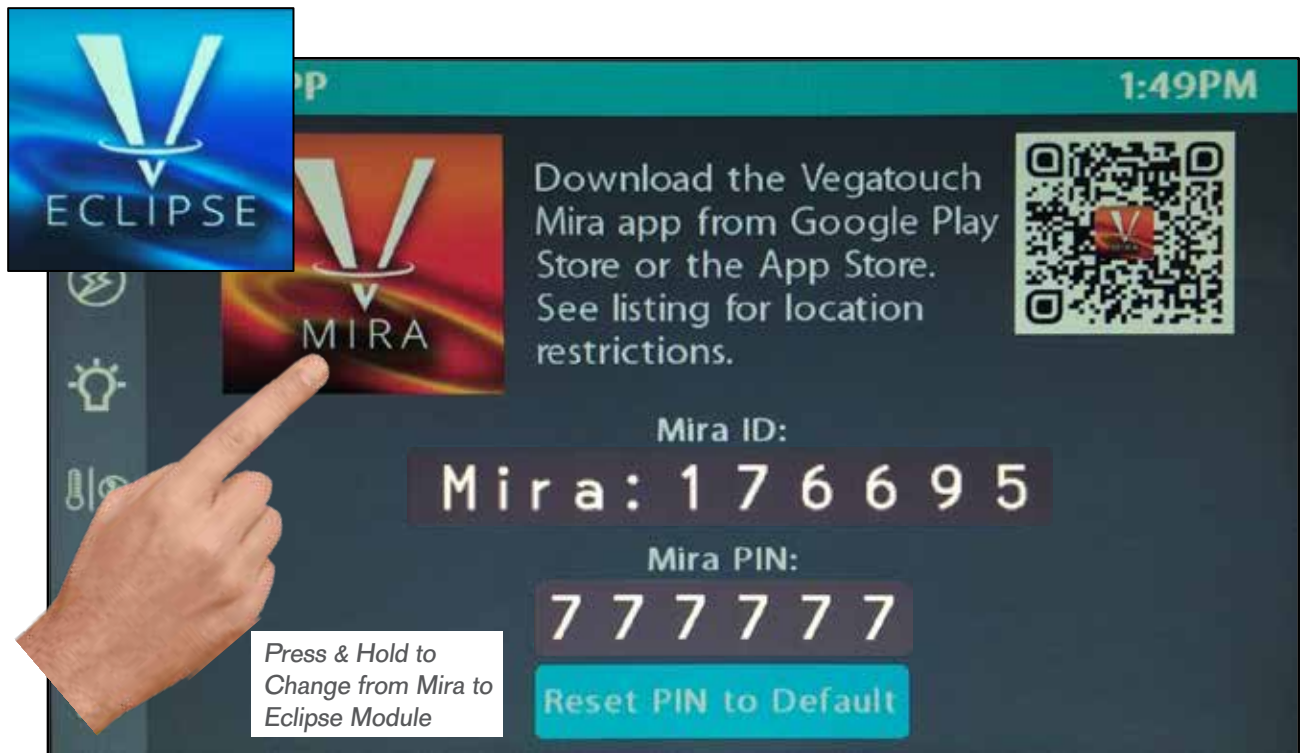 ECLIPSE
PP
1:49PM
MIRA
Download the Vegatouch
Mira app from Google Play
Store or the App Store.
See listing for location
restrictions.
Mira ID:
Mira: 1 7 6 6 9 5
Mira PIN:
7 7 7 7 7 7
Reset PIN to Default
Press & Hold to
Change from Mira to
Eclipse Module